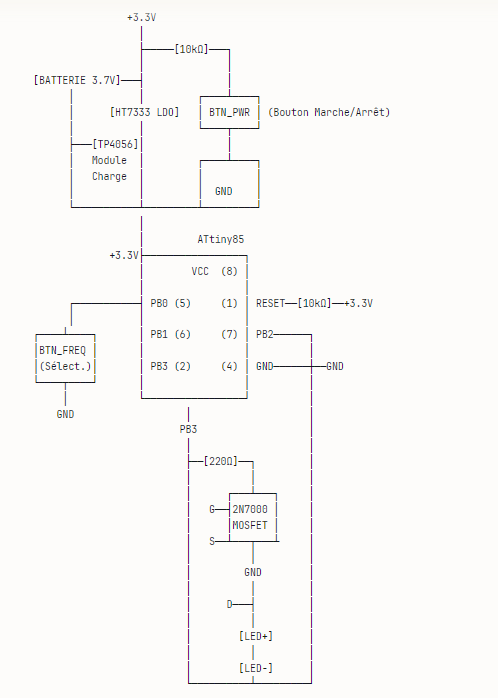 +3.3V
[10kΩ]
[BATTERIE 3.7V]
[HT7333 LDO] BTN_PWR (Bouton Marche/Arrêt)
[TP4056]
Module
Charge
GND
ATtiny85
+3.3V
VCC (8)
PB0 (5) (1) RESET [10kΩ] +3.3V
PB1 (6) (7) PB2
BTN_FREQ
(Sélect.) PB3 (2) (4) GND GND
GND
PB3
[220Ω]
G 2N7000
MOSFET
S
GND
D
[LED+]
[LED-]